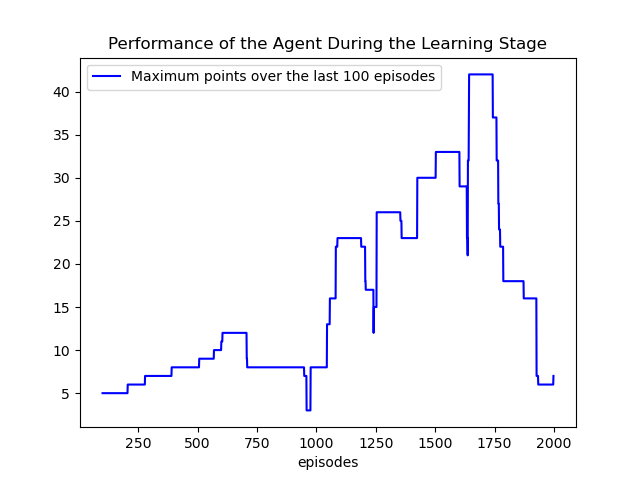 Performance of the Agent During the Learning Stage
Maximum points over the last 100 episodes
40
35
30
25
20
15
10
5
250 500 750 1000 1250 1500 1750 2000
episodes